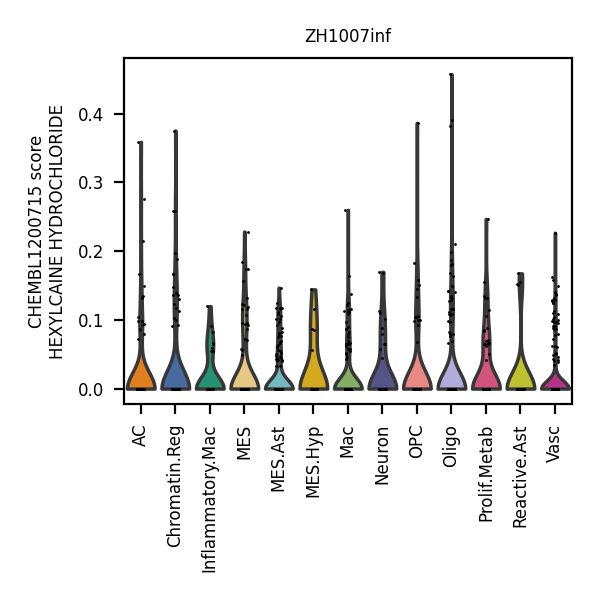 ZH1007inf
CHEMBL1200715 score
HEXYLCAINE HYDROCHLORIDE
0.4
0.3
0.2
0.1
0.0
AC
Chromatin.Reg
Inflammatory.Mac
MES
MES.Ast
MES.Hyp
Mac
Neuron
OPC
Oligo
Prolif.Metab
Reactive.Ast
Vasc